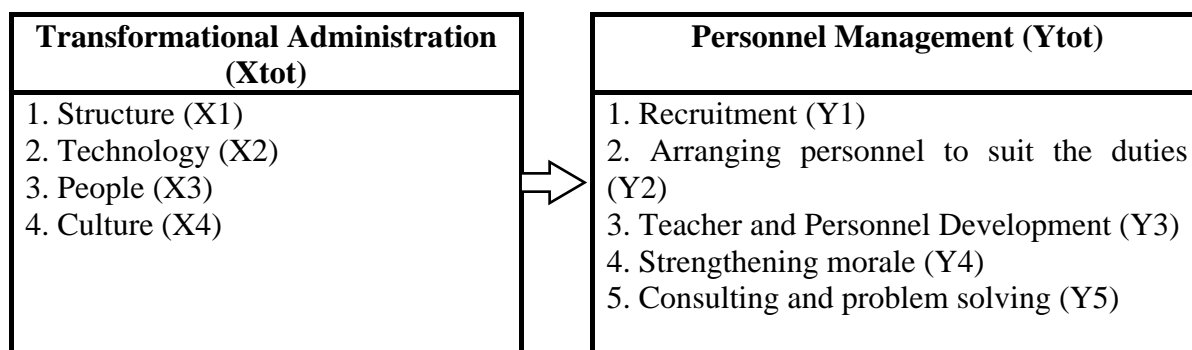 Transformational Administration
(Xtot)
1. Structure (X1)
2. Technology (X2)
3. People (X3)
4. Culture (X4)
Personnel Management (Ytot)
1. Recruitment (Y1)
2. Arranging personnel to suit the duties
(Y2)
3. Teacher and Personnel Development (Y3)
4. Strengthening morale (Y4)
5. Consulting and problem solving (Y5)